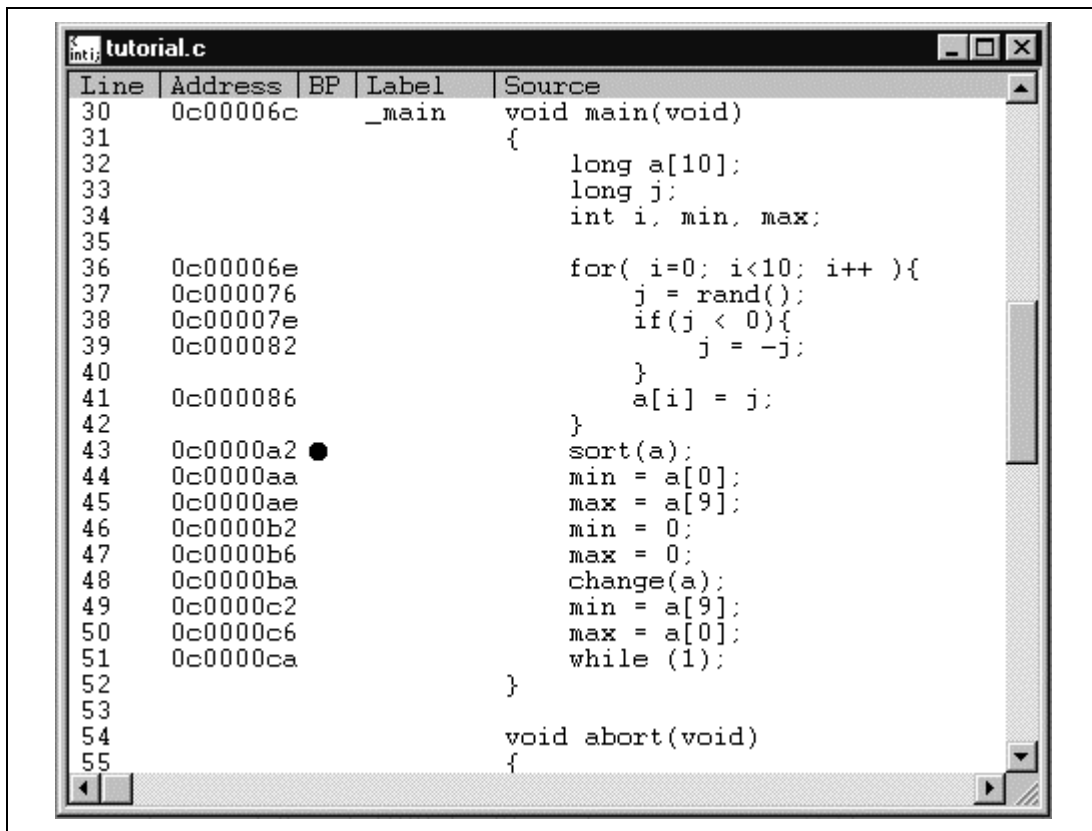 int i; tutorial.c
Line Address BP Label Source
30 0c00006c _main void main(void)
31 {
32 long a[10];
33 long j;
34 int i, min, max;
35
36 0c00006e for( i=0; i<10; i++ ){
37 0c000076 j = rand();
38 0c00007e if(j < 0){
39 0c000082 j = -j;
40 }
41 0c000086 a[i] = j;
42 }
43 0c0000a2 ● sort(a);
44 0c0000aa min = a[0];
45 0c0000ae max = a[9];
46 0c0000b2 min = 0;
47 0c0000b6 max = 0;
48 0c0000ba change(a);
49 0c0000c2 min = a[9];
50 0c0000c6 max = a[0];
51 0c0000ca while (1);
52 }
53
54 void abort(void)
55 {